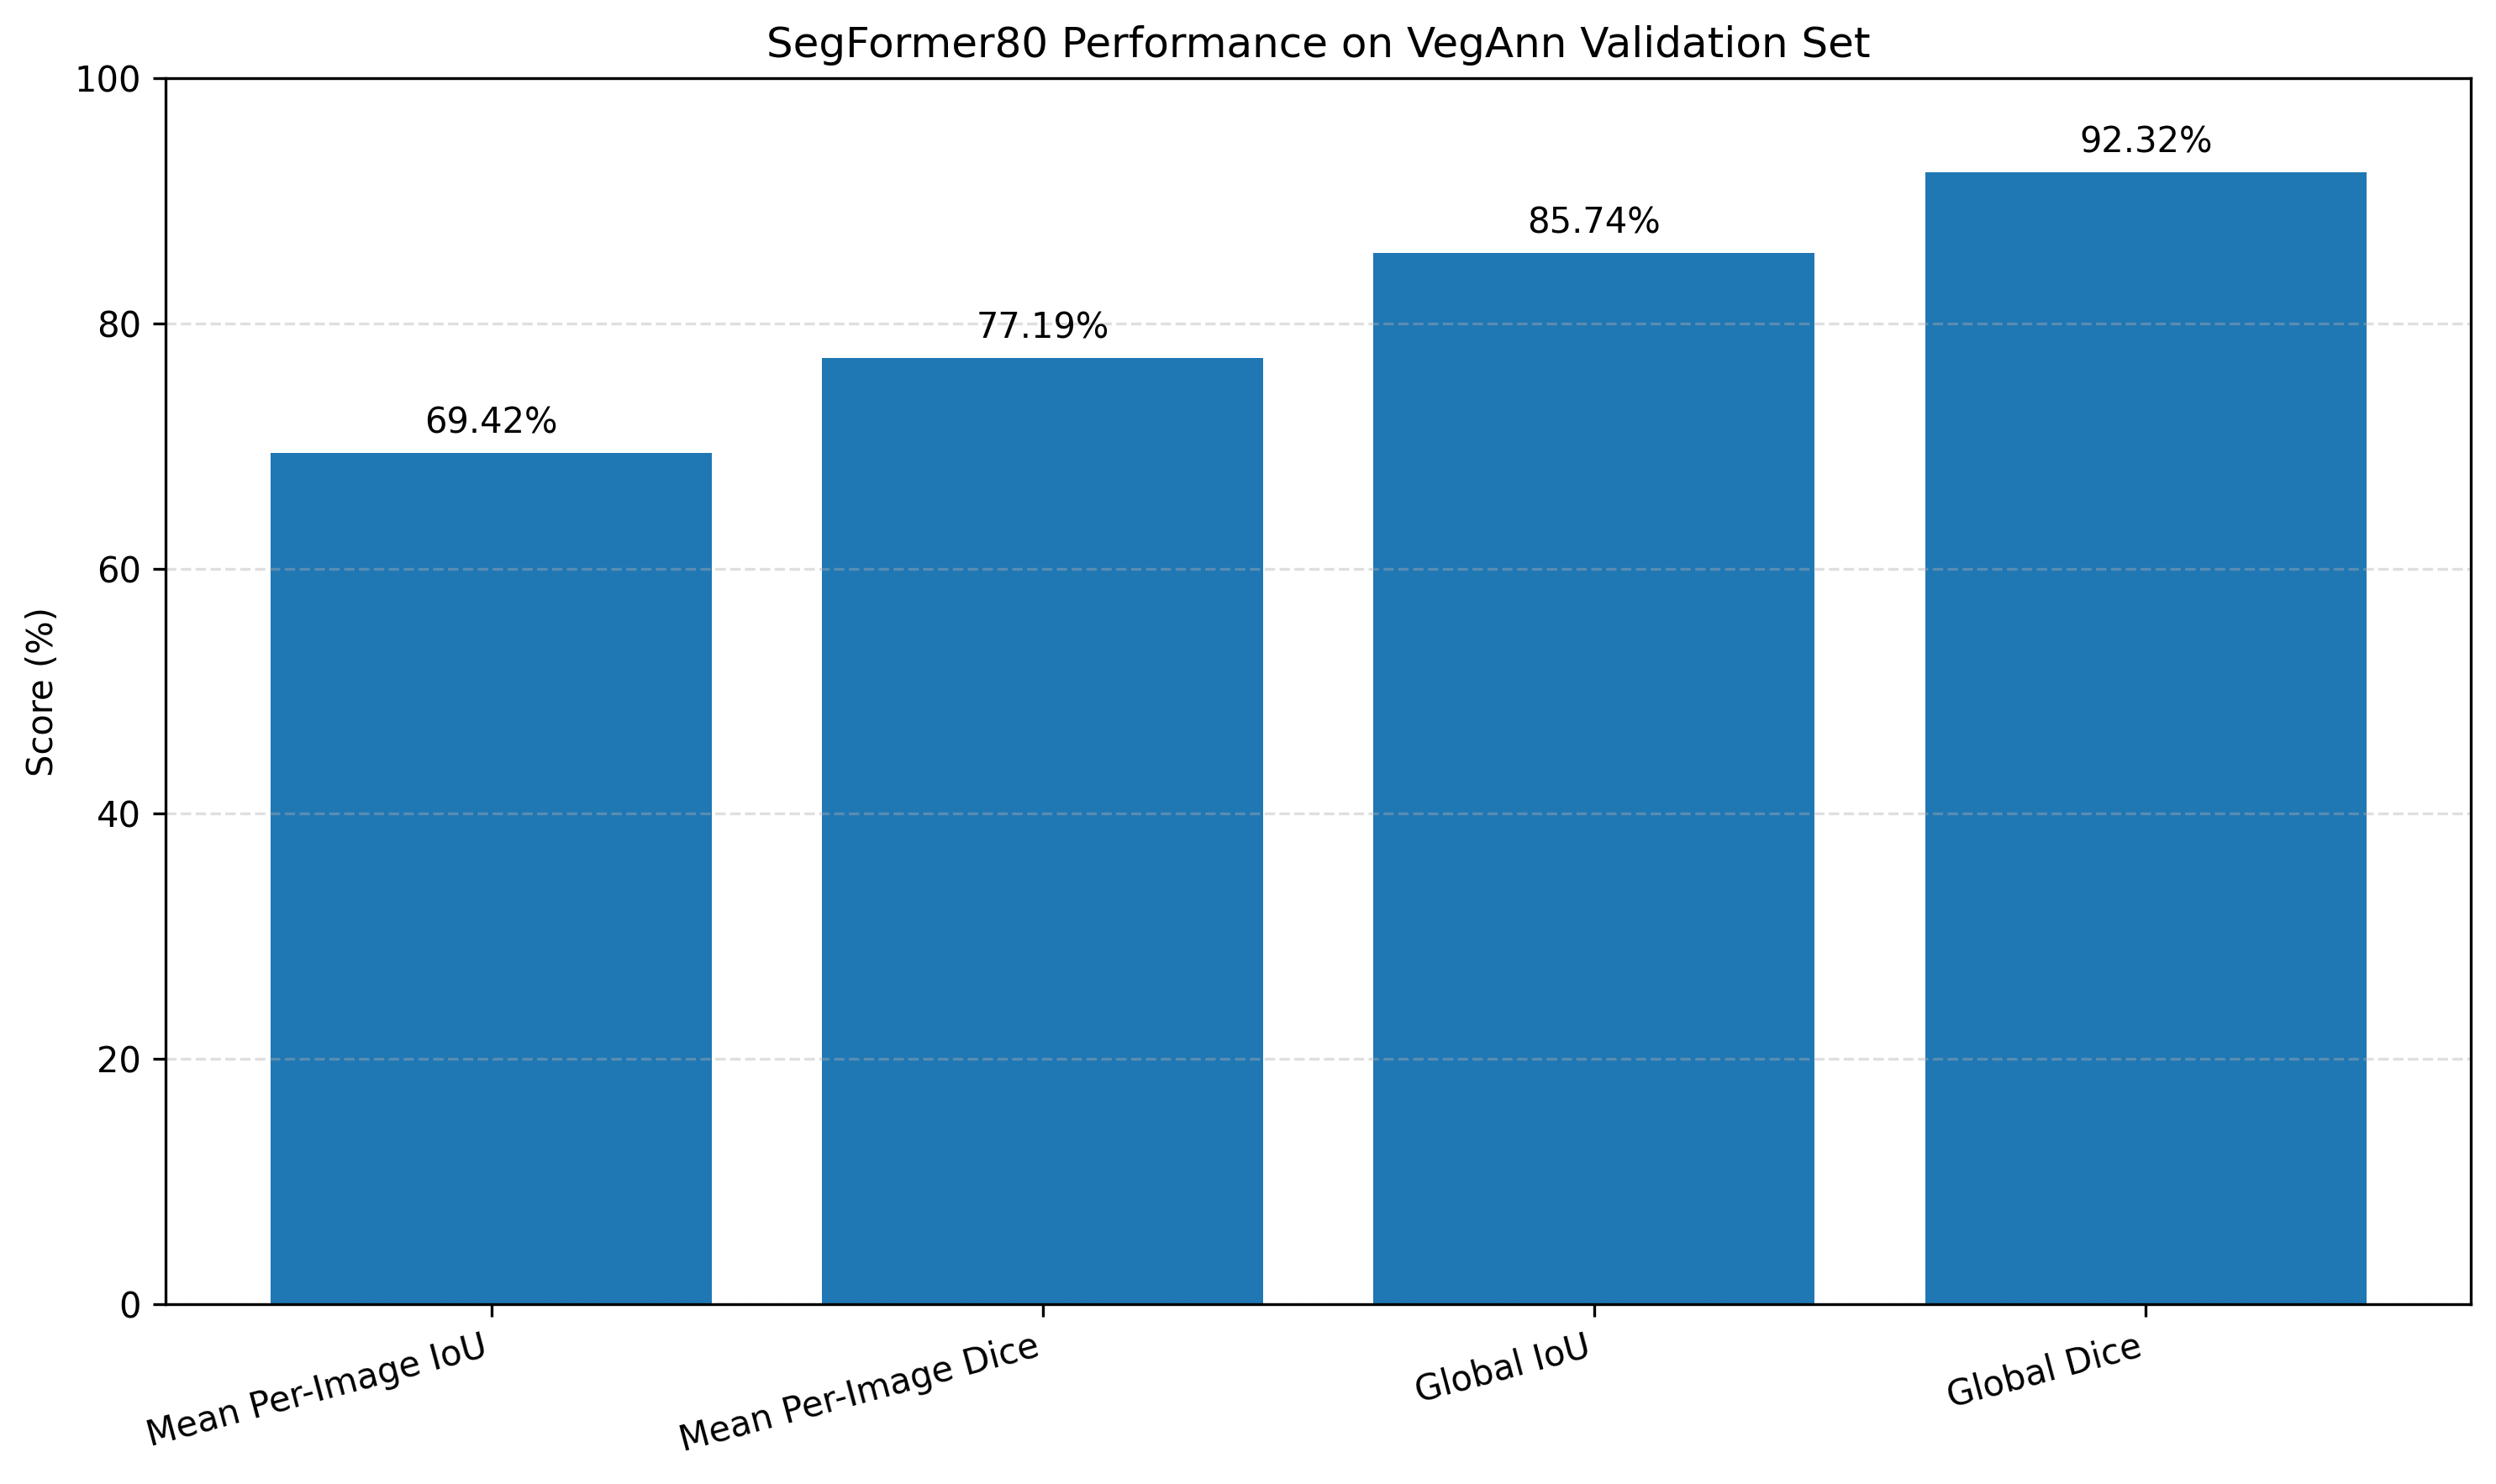 SegFormer80 Performance on VegAnn Validation Set
Score (%)
100
80
60
40
20
0
69.42%
77.19%
85.74%
92.32%
Mean Per-Image IoU
Mean Per-Image Dice
Global IoU
Global Dice